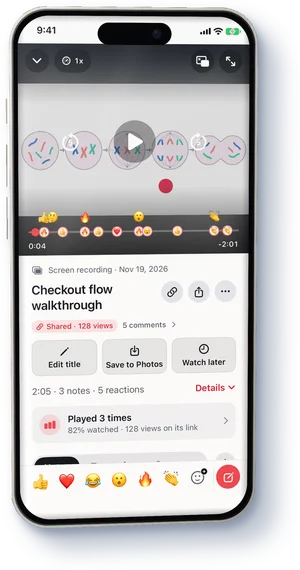 9:41
1x
0:04
-2:01
Screen recording · Nov 19, 2026
Checkout flow
walkthrough
Shared · 128 views
5 comments
Edit title
Save to Photos
Watch later
2:05 · 3 notes · 5 reactions
Details
Played 3 times
82% watched · 128 views on its link